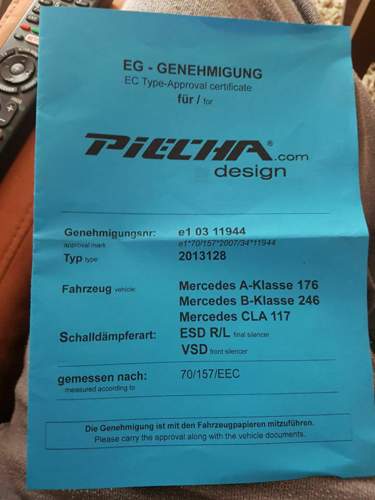 EG - GENEHMIGUNG
EC Type-Approval certificate
für / for
PIECHA®.com
design
Genehmigungsnr: e1 03 11944
approval mark e1*70/157*2007/34*11944
Typ type: 2013128
Fahrzeug vehicle: Mercedes A-Klasse 176
Mercedes B-Klasse 246
Mercedes CLA 117
Schalldämpferart: ESD R/L final silencer
VSD front silencer
gemessen nach: 70/157/EEC
measured according to
Die Genehmigung ist mit den Fahrzeugpapieren mitzuführen.
Please carry the approval along with the vehicle documents.